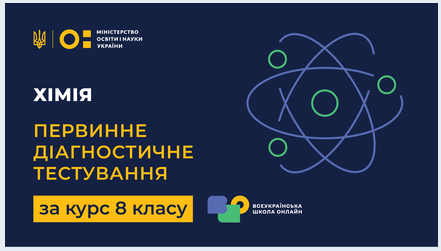 МІНІСТЕРСТВО
ОСВІТИ І НАУКИ
УКРАЇНИ
ХІМІЯ
ПЕРВИННЕ
ДІАГНОСТИЧНЕ
ТЕСТУВАННЯ
за курс 8 класу
ВСЕУКРАЇНСЬКА
ШКОЛА ОНЛАЙН